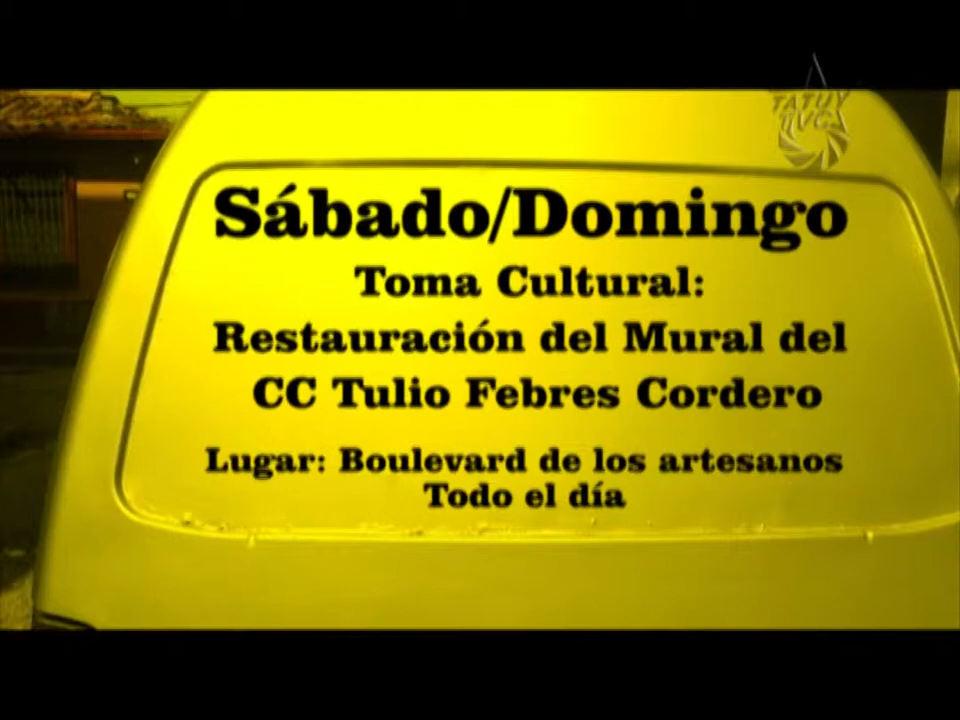 TATUY
TVC
Sábado/Domingo
Toma Cultural:
Restauración del Mural del
CC Tulio Febres Cordero
Lugar: Boulevard de los artesanos
Todo el día